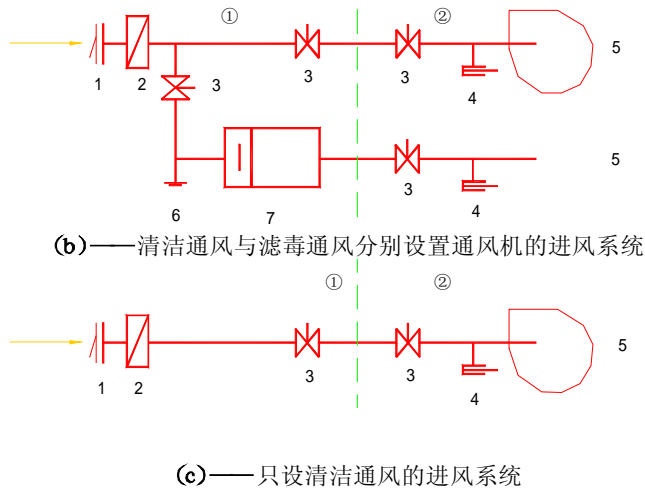 ① ②
1 2 3 3 3 4 5
3 4 5
6 7
(b)——清洁通风与滤毒通风分别设置通风机的进风系统
① ②
1 2 3 3 4 5
(c)——只设清洁通风的进风系统